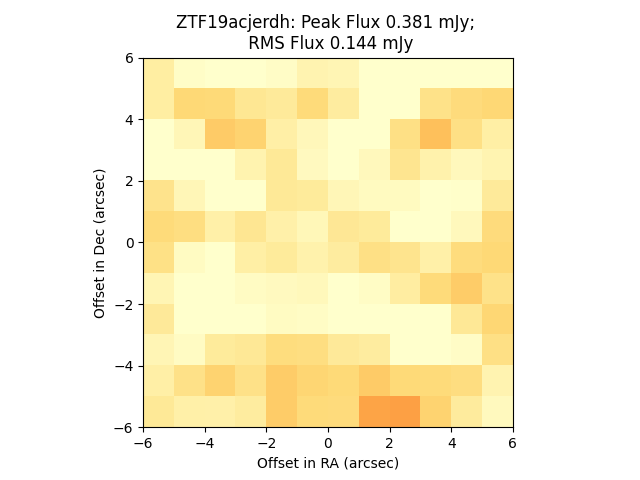 ZTF19acjerdh: Peak Flux 0.381 mJy;
RMS Flux 0.144 mJy
6
4
2
0
−2
−4
−6
Offset in Dec (arcsec)
−6 −4 −2 0 2 4 6
Offset in RA (arcsec)